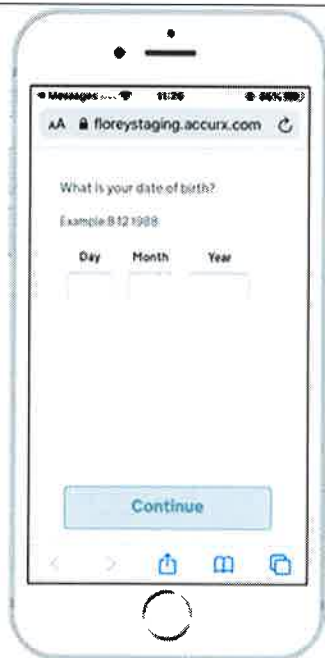 Messages 11:26 86%
AA floreystaging.accurx.com
What is your date of birth?
Example 8 12 1988
Day Month Year
Continue